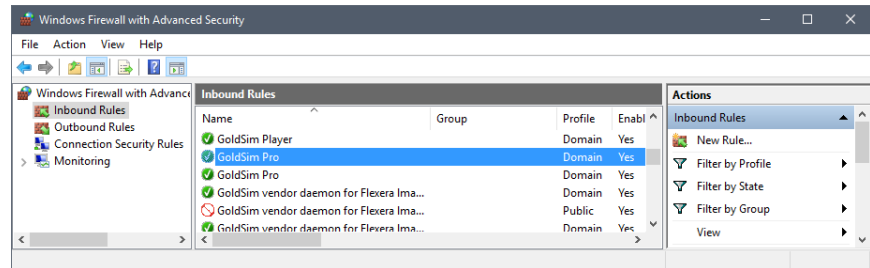 Windows Firewall with Advanced Security
File Action View Help
Windows Firewall with Advance
Inbound Rules
Outbound Rules
Connection Security Rules
Monitoring
Inbound Rules
Name Group Profile Enabl
GoldSim Player Domain Yes
GoldSim Pro Domain Yes
GoldSim Pro Domain Yes
GoldSim vendor daemon for Flexera Ima... Domain Yes
GoldSim vendor daemon for Flexera Ima... Public Yes
GoldSim vendor daemon for Flexera Ima... Domain Yes
Actions
Inbound Rules
New Rule...
Filter by Profile
Filter by State
Filter by Group
View